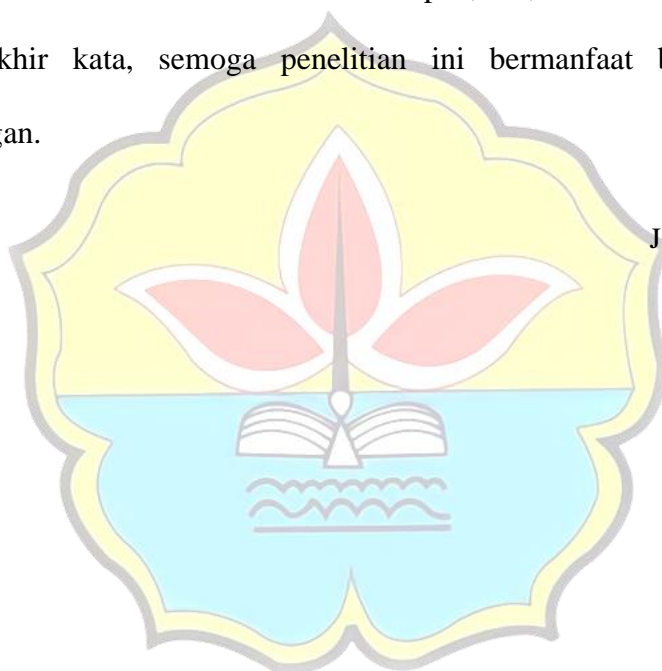 khir kata, semoga penelitian ini bermanfaat b
gan.
J